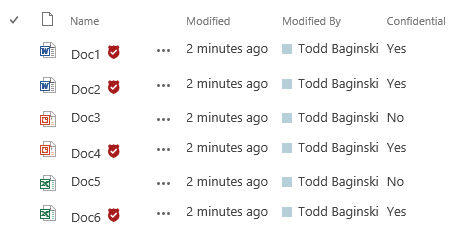 Name Modified Modified By Confidential
Doc1 2 minutes ago Todd Baginski Yes
Doc2 2 minutes ago Todd Baginski Yes
Doc3 2 minutes ago Todd Baginski No
Doc4 2 minutes ago Todd Baginski Yes
Doc5 2 minutes ago Todd Baginski No
Doc6 2 minutes ago Todd Baginski Yes